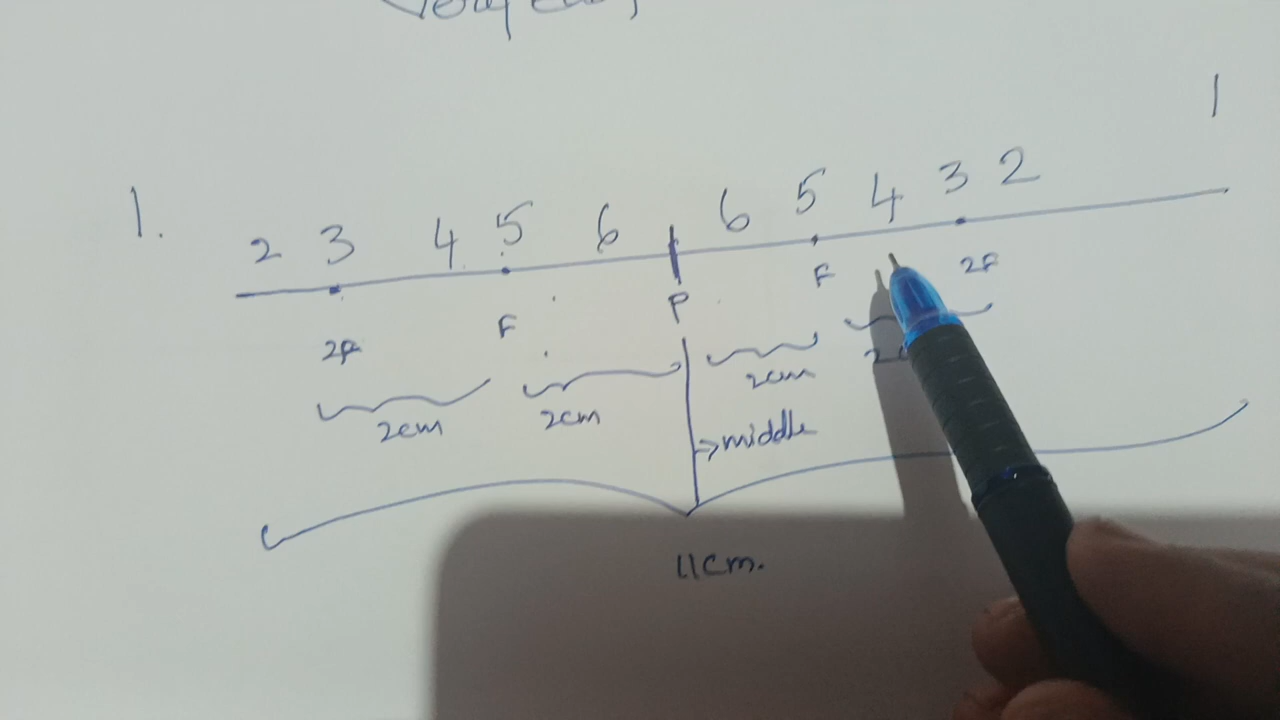 1
1.
2 3 4 5 6 6 5 4 3 2
2F F P F 2F
2cm 2cm 2cm
middle
11cm.